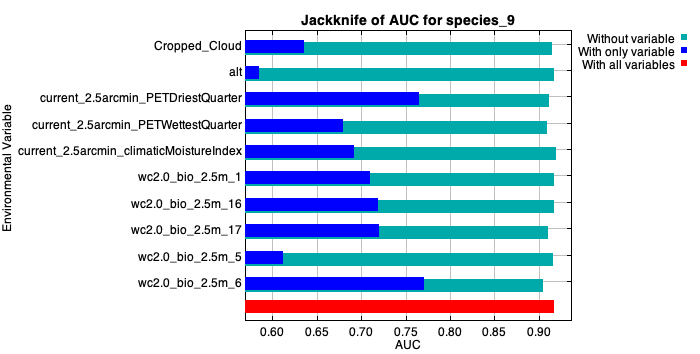 Jackknife of AUC for species_9
Without variable
With only variable
With all variables
Environmental Variable
Cropped_Cloud
alt
current_2.5arcmin_PETDriestQuarter
current_2.5arcmin_PETWettestQuarter
current_2.5arcmin_climaticMoistureIndex
wc2.0_bio_2.5m_1
wc2.0_bio_2.5m_16
wc2.0_bio_2.5m_17
wc2.0_bio_2.5m_5
wc2.0_bio_2.5m_6
0.60 0.65 0.70 0.75 0.80 0.85 0.90
AUC